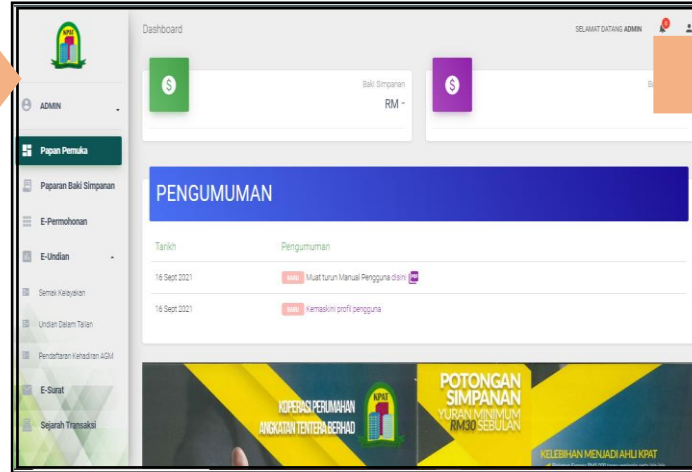 KPAT
Dashboard
SELAMAT DATANG ADMIN
0
ADMIN
Papan Pemuka
Paparan Baki Simpanan
E-Permohonan
E-Undian
Semak Kelayakan
Undian Dalam Talian
Pendaftaran Kehadiran AGM
E-Surat
Sejarah Transaksi
Baki Simpanan
RM -
PENGUMUMAN
Tarikh Pengumuman
16 Sept 2021 BARU Muat turun Manual Pengguna disini
16 Sept 2021 BARU Kemaskini profil pengguna
KOPERASI PERUMAHAN
ANGKATAN TENTERA BERHAD
KPAT
POTONGAN
SIMPANAN
YURAN MINIMUM
RM30 SEBULAN
KELEBIHAN MENJADI AHLI KPAT